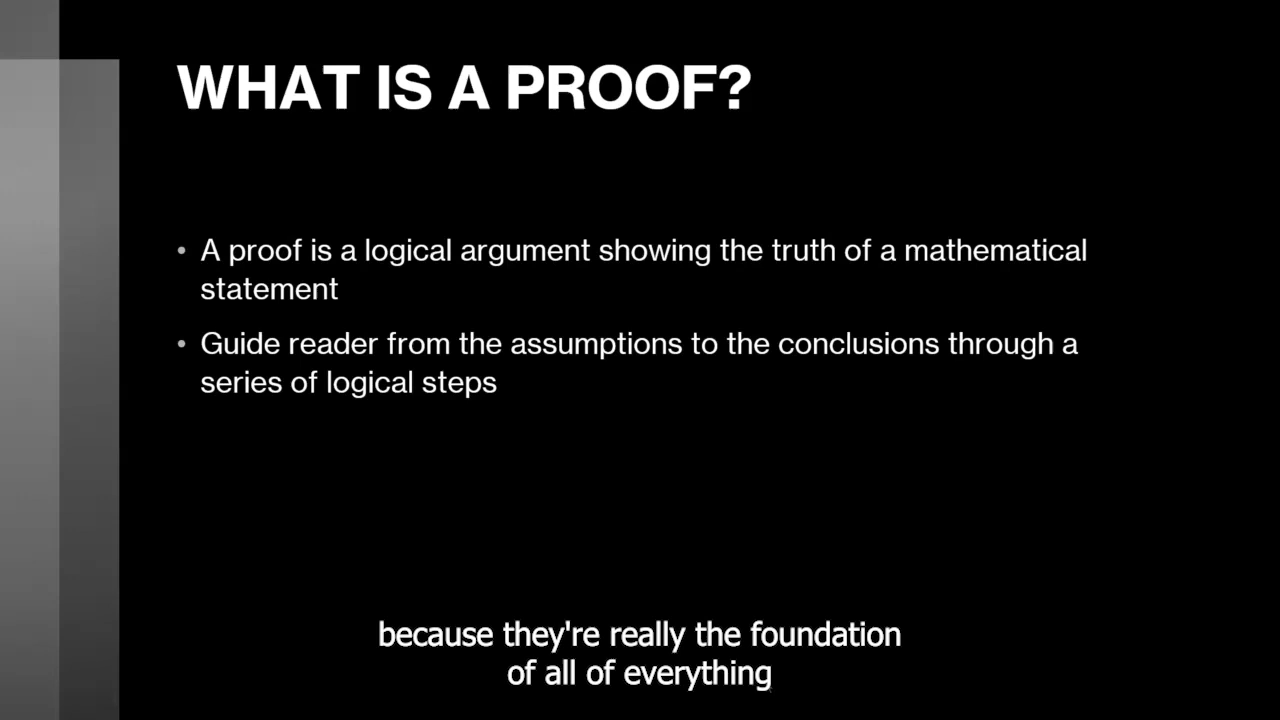 WHAT IS A PROOF?
• A proof is a logical argument showing the truth of a mathematical
statement
• Guide reader from the assumptions to the conclusions through a
series of logical steps
because they're really the foundation
of all of everything